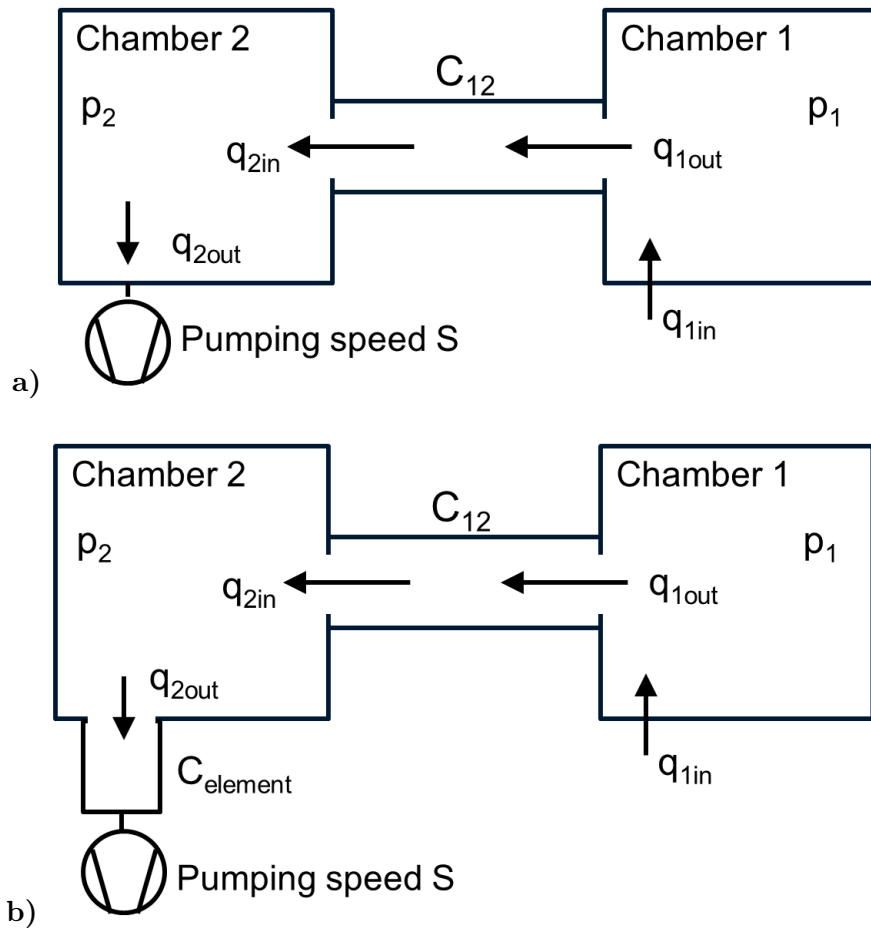 Chamber 2 Chamber 1
C12
p2 p1
q2in q1out
q2out
q1in
Pumping speed S
a)
Chamber 2 Chamber 1
C12
p2 p1
q2in q1out
q2out
q1in
Celement
Pumping speed S
b)